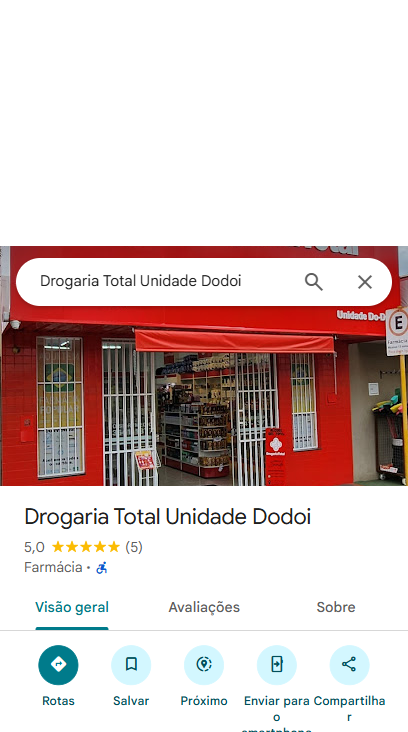 Drogaria Total Unidade Dodoi
Unidade Do-D
E
Farmácia
DrogariaTotal
Drogaria Total Unidade Dodoi
5,0 ★★★★★ (5)
Farmácia ·
Visão geral Avaliações Sobre
Rotas Salvar Próximo Enviar para o smartphone Compartilhar